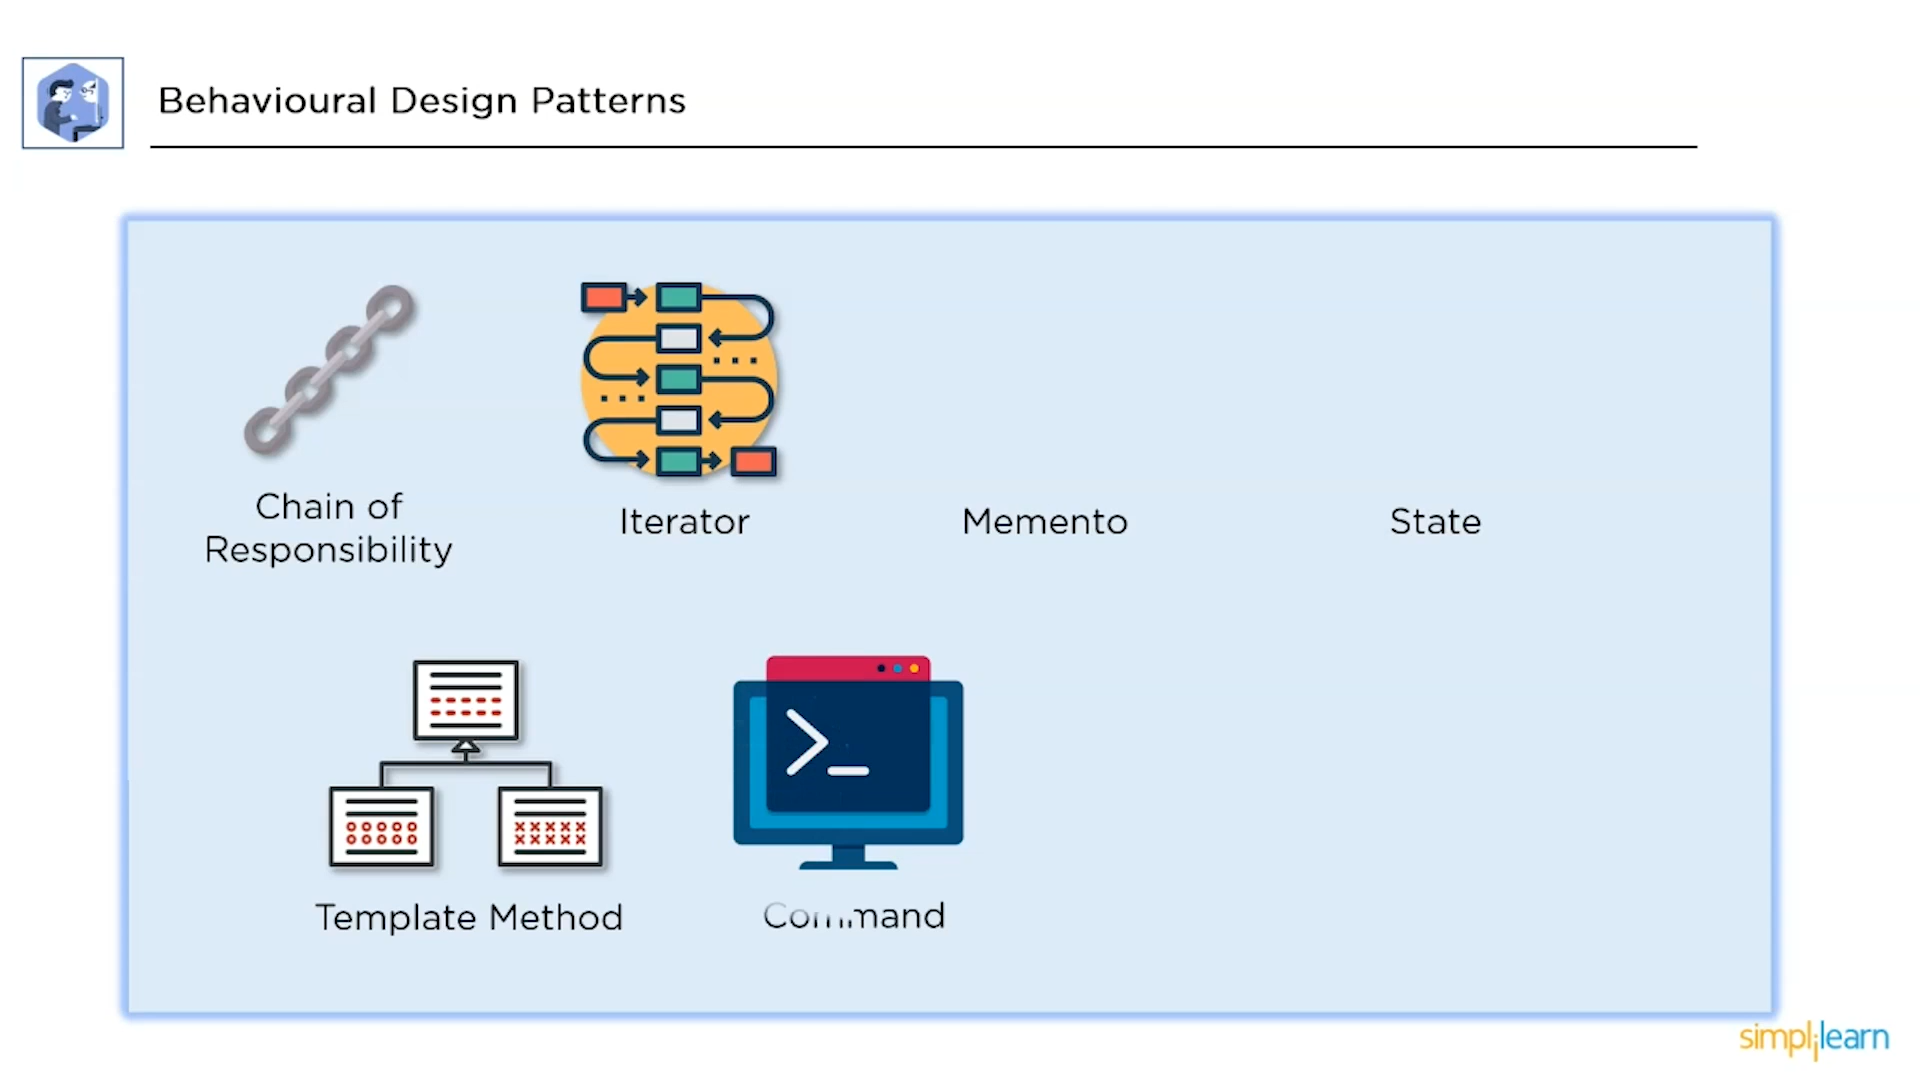 Behavioural Design Patterns
Chain of
Responsibility
Iterator
Memento
State
Template Method
Command
simplilearn